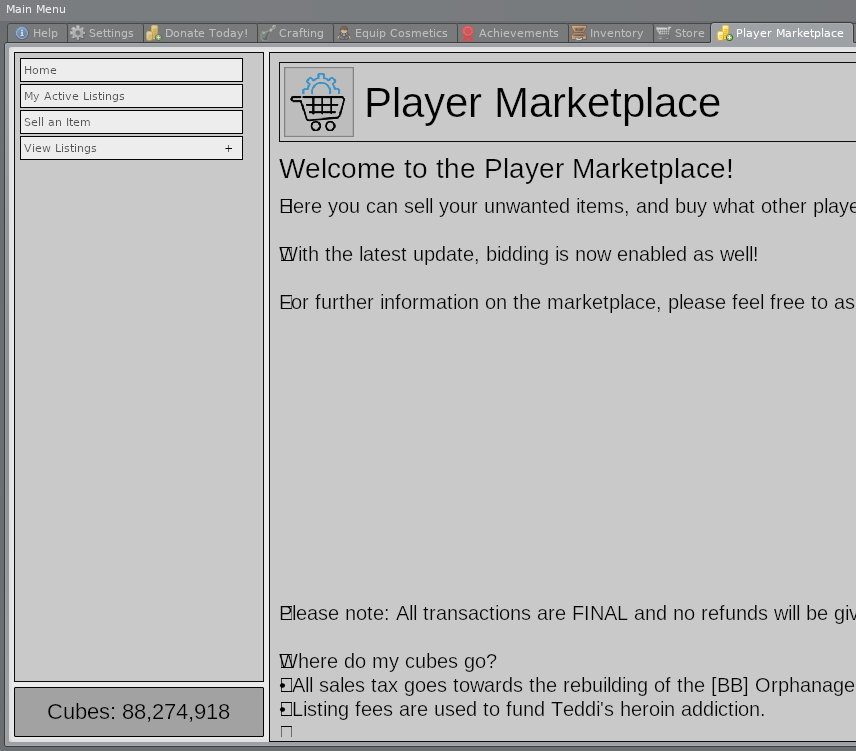 Main Menu
Help
Settings
Donate Today!
Crafting
Equip Cosmetics
Achievements
Inventory
Store
Player Marketplace
Home
My Active Listings
Sell an Item
View Listings +
Cubes: 88,274,918
Player Marketplace
Welcome to the Player Marketplace!
Here you can sell your unwanted items, and buy what other playe
With the latest update, bidding is now enabled as well!
For further information on the marketplace, please feel free to as
Please note: All transactions are FINAL and no refunds will be giv
Where do my cubes go?
•All sales tax goes towards the rebuilding of the [BB] Orphanage
•Listing fees are used to fund Teddi's heroin addiction.